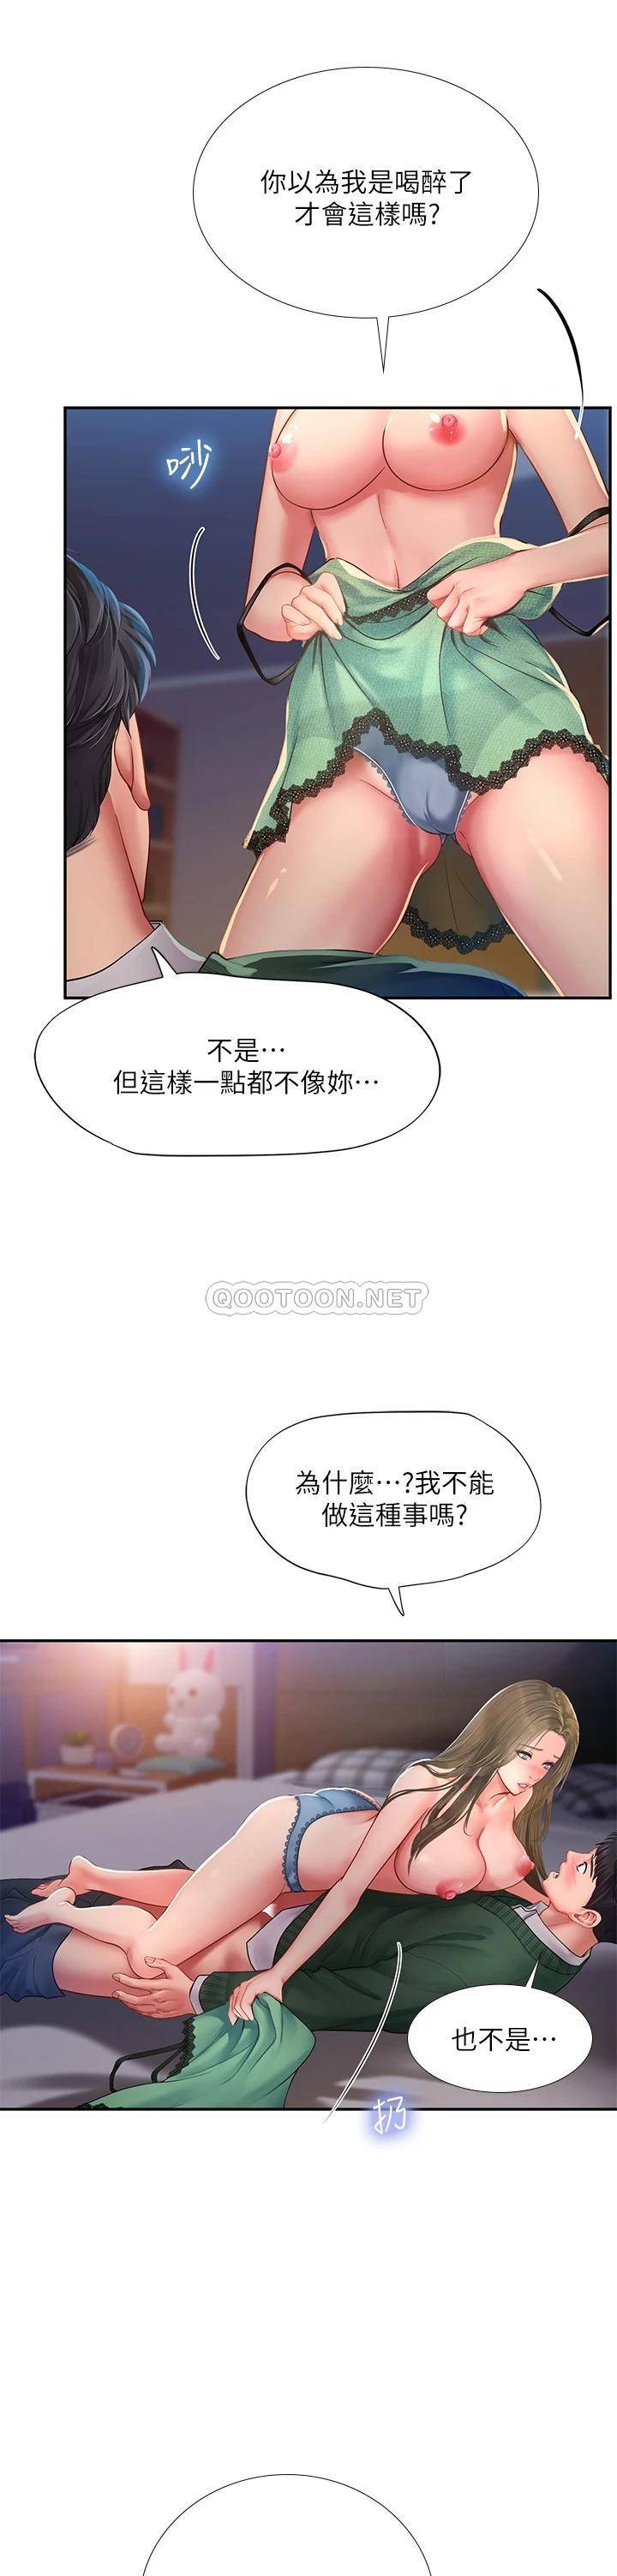 你以為我是喝醉了
才會這樣嗎?
唦
不是…
但這樣一點都不像妳…
QOOTOON.NET
為什麼…?我不能
做這種事嗎?
也不是…
扔